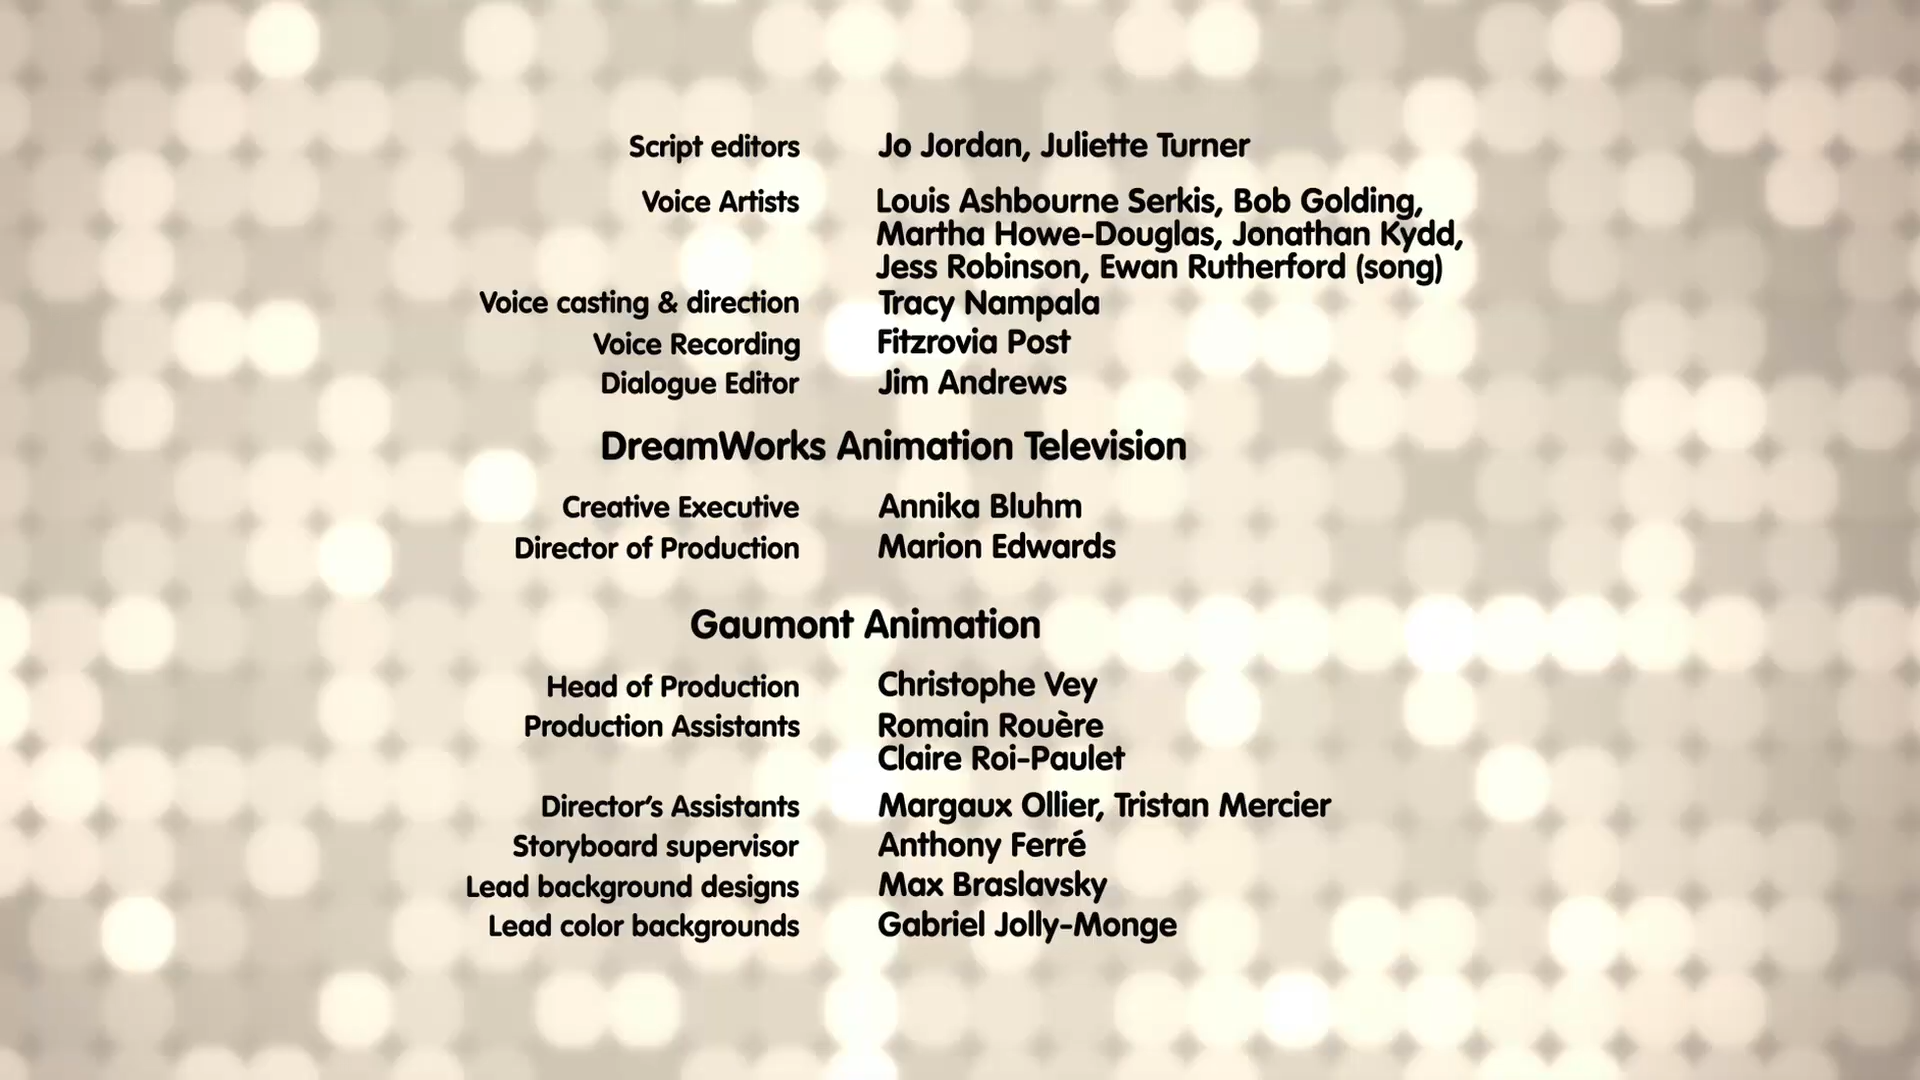 Script editors Jo Jordan, Juliette Turner
Voice Artists Louis Ashbourne Serkis, Bob Golding,
Martha Howe-Douglas, Jonathan Kydd,
Jess Robinson, Ewan Rutherford (song)
Voice casting & direction Tracy Nampala
Voice Recording Fitzrovia Post
Dialogue Editor Jim Andrews
DreamWorks Animation Television
Creative Executive Annika Bluhm
Director of Production Marion Edwards
Gaumont Animation
Head of Production Christophe Vey
Production Assistants Romain Rouère
Claire Roi-Paulet
Director's Assistants Margaux Ollier, Tristan Mercier
Storyboard supervisor Anthony Ferré
Lead background designs Max Braslavsky
Lead color backgrounds Gabriel Jolly-Monge